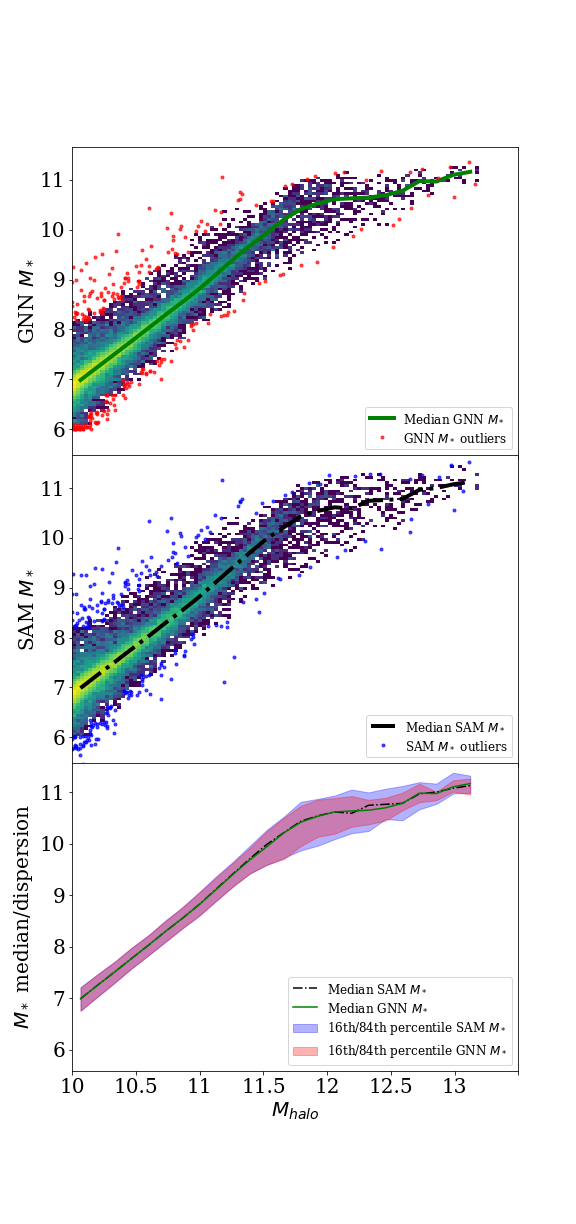 11
10
9
8
7
6
GNN M*
Median GNN M*
GNN M* outliers
11
10
9
8
7
6
SAM M*
Median SAM M*
SAM M* outliers
11
10
9
8
7
6
M* median/dispersion
Median SAM M*
Median GNN M*
16th/84th percentile SAM M*
16th/84th percentile GNN M*
10 10.5 11 11.5 12 12.5 13
Mhalo